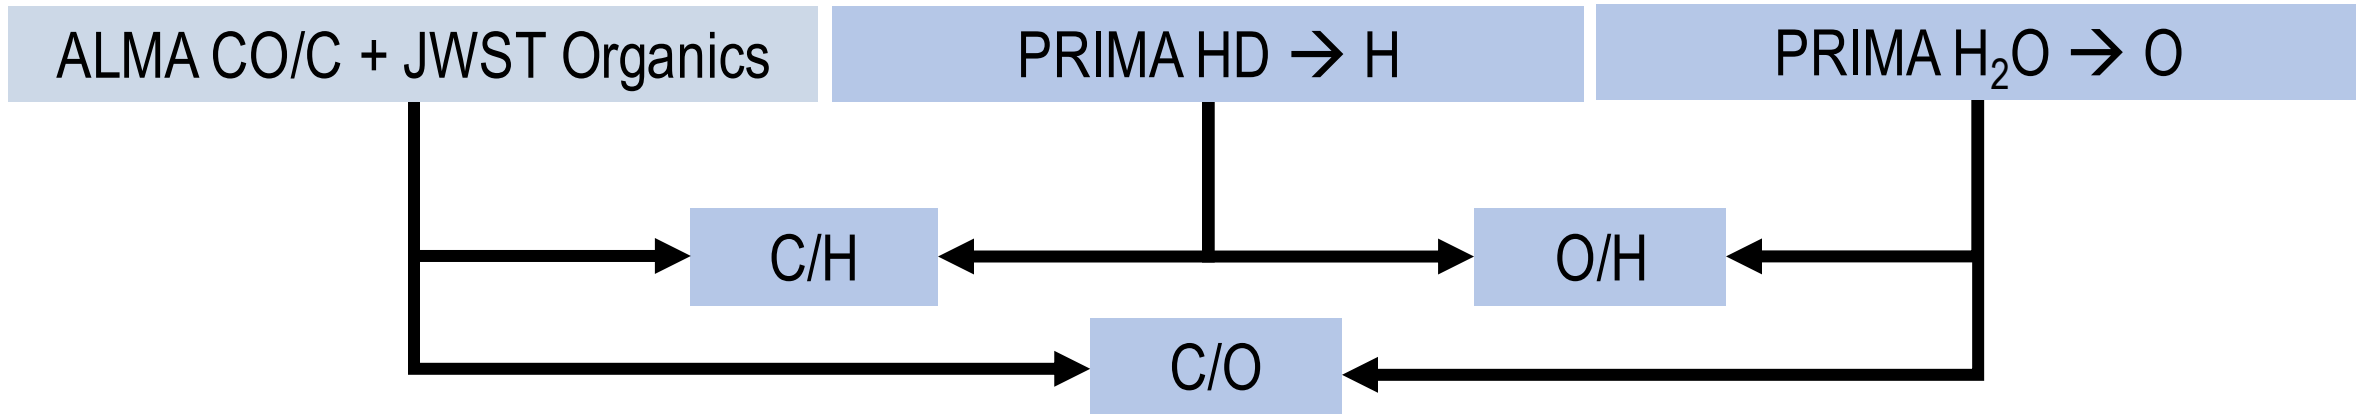 ALMA CO/C + JWST Organics
PRIMA HD → H
PRIMA H₂O → O
C/H
O/H
C/O